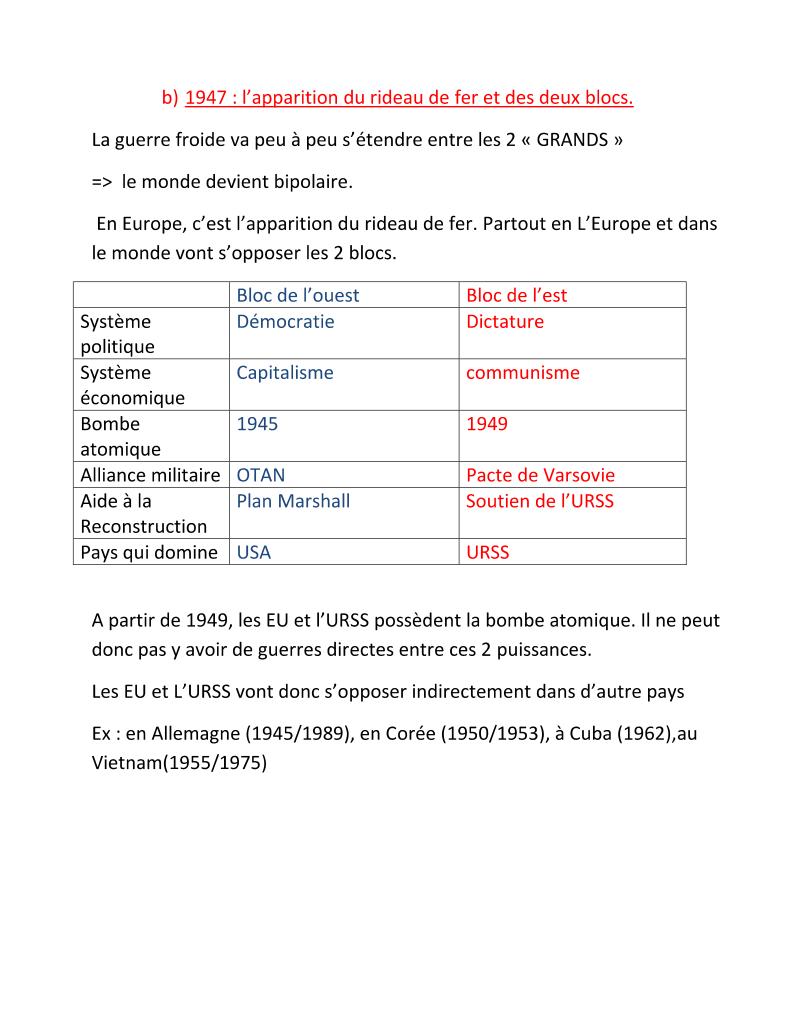 b) 1947 : l’apparition du rideau de fer et des deux blocs.
La guerre froide va peu à peu s’étendre entre les 2 « GRANDS »
=> le monde devient bipolaire.
En Europe, c’est l’apparition du rideau de fer. Partout en L’Europe et dans
le monde vont s’opposer les 2 blocs.
Bloc de l’ouest Bloc de l’est
Système Démocratie Dictature
politique
Système Capitalisme communisme
économique
Bombe 1945 1949
atomique
Alliance militaire OTAN Pacte de Varsovie
Aide à la Plan Marshall Soutien de l’URSS
Reconstruction
Pays qui domine USA URSS
A partir de 1949, les EU et l’URSS possèdent la bombe atomique. Il ne peut
donc pas y avoir de guerres directes entre ces 2 puissances.
Les EU et L’URSS vont donc s’opposer indirectement dans d’autre pays
Ex : en Allemagne (1945/1989), en Corée (1950/1953), à Cuba (1962),au
Vietnam(1955/1975)